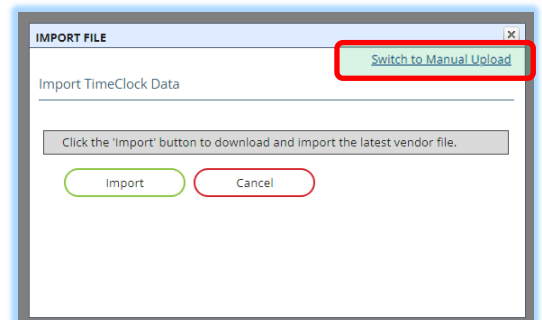 IMPORT FILE
Switch to Manual Upload
Import TimeClock Data
Click the 'Import' button to download and import the latest vendor file.
Import Cancel